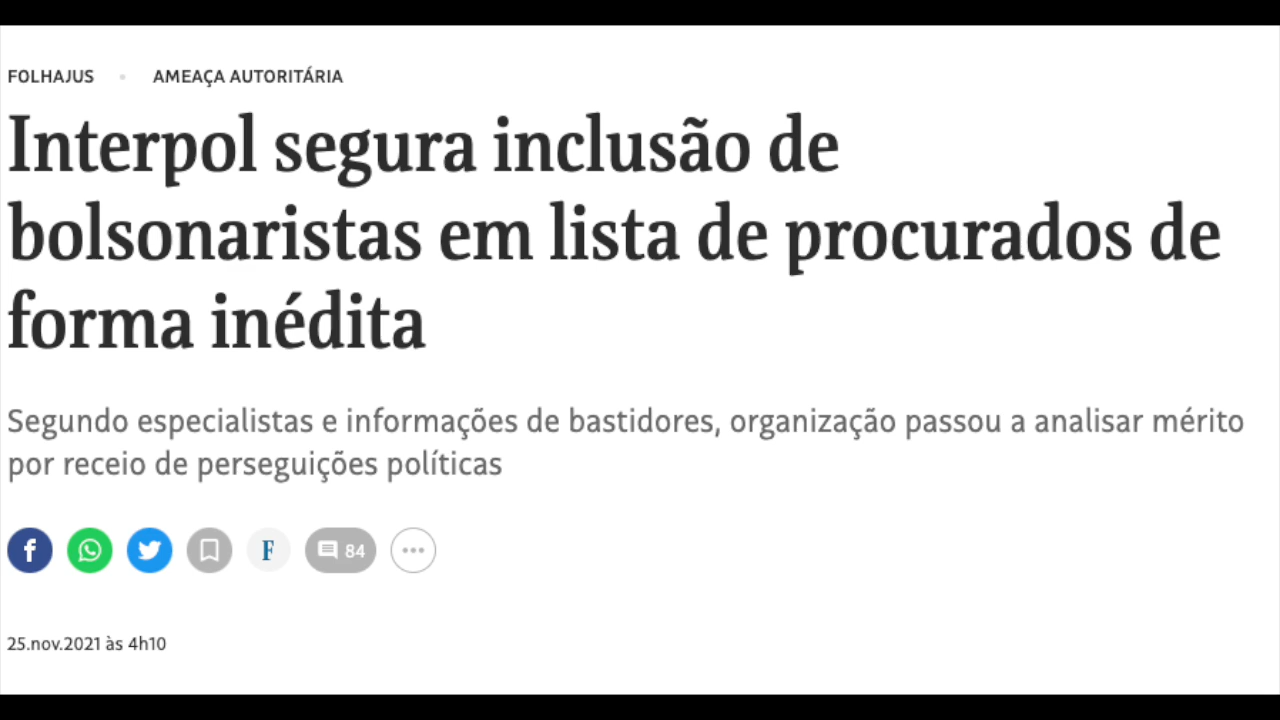 FOLHAJUS • AMEAÇA AUTORITÁRIA
Interpol segura inclusão de
bolsonaristas em lista de procurados de
forma inédita
Segundo especialistas e informações de bastidores, organização passou a analisar mérito
por receio de perseguições políticas
f F 84
25.nov.2021 às 4h10